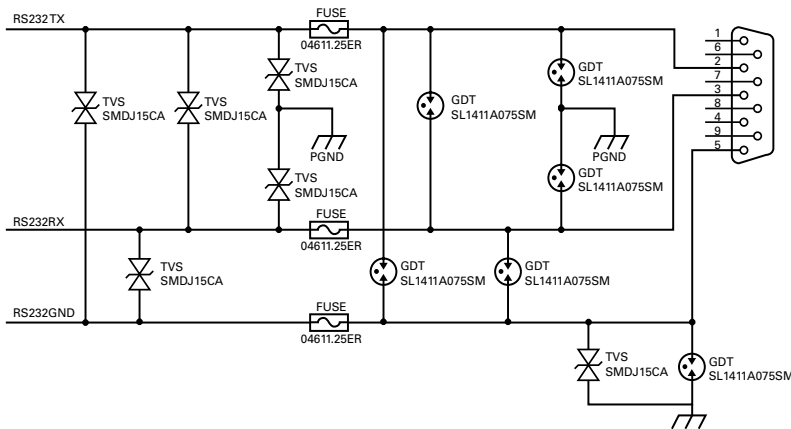 RS232TX
FUSE
04611.25ER
1
6
2
7
3
8
4
9
5
TVS
SMDJ15CA
TVS
SMDJ15CA
TVS
SMDJ15CA
GDT
SL1411A075SM
GDT
SL1411A075SM
PGND
PGND
TVS
SMDJ15CA
GDT
SL1411A075SM
RS232RX
FUSE
04611.25ER
TVS
SMDJ15CA
GDT
SL1411A075SM
GDT
SL1411A075SM
RS232GND
FUSE
04611.25ER
TVS
SMDJ15CA
GDT
SL1411A075SM